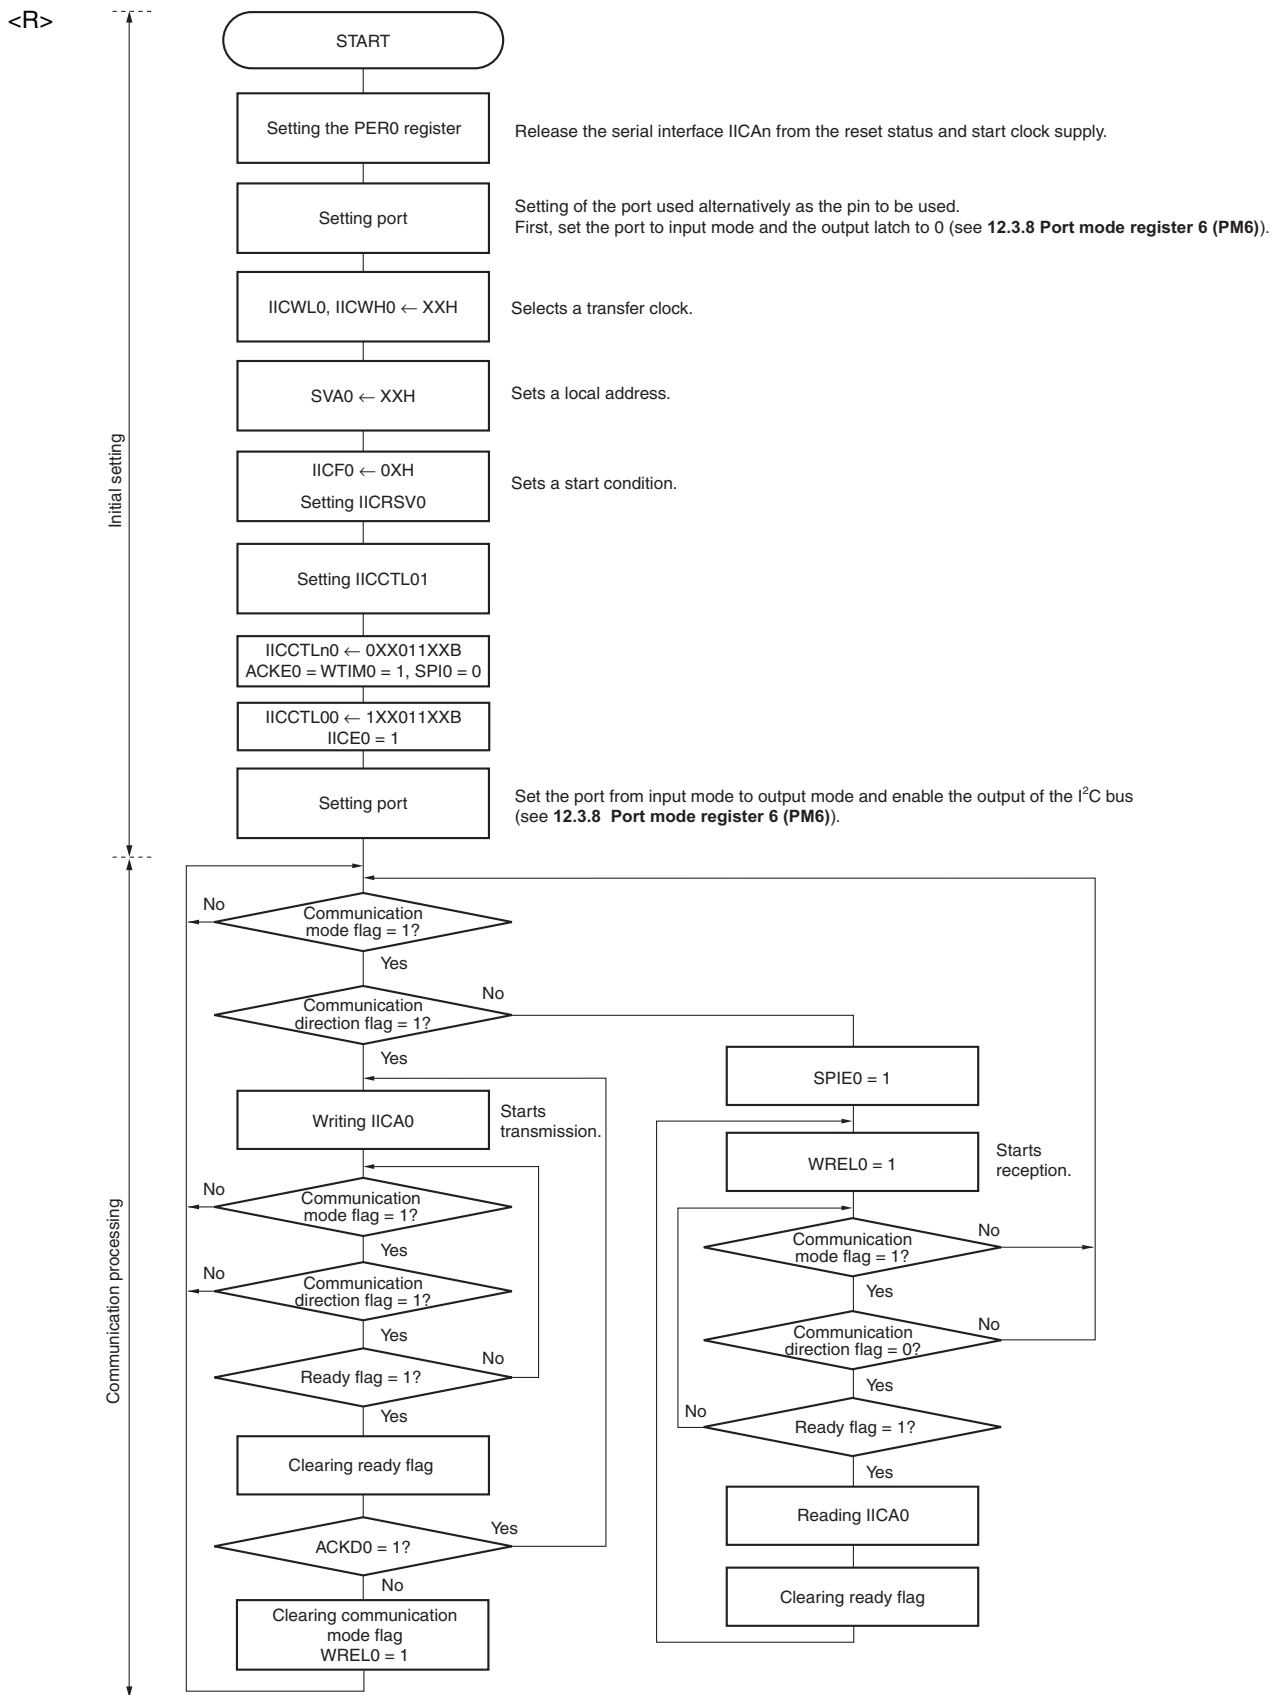 <R>
START
Setting the PER0 register
Release the serial interface IICAn from the reset status and start clock supply.
Setting port
Setting of the port used alternatively as the pin to be used.
First, set the port to input mode and the output latch to 0 (see 12.3.8 Port mode register 6 (PM6)).
IICWL0, IICWH0 ← XXH
Selects a transfer clock.
SVA0 ← XXH
Sets a local address.
IICF0 ← 0XH
Setting IICRSV0
Sets a start condition.
Initial setting
Setting IICCTL01
IICCTLn0 ← 0XX011XXB
ACKE0 = WTIM0 = 1, SPI0 = 0
IICCTL00 ← 1XX011XXB
IICE0 = 1
Setting port
Set the port from input mode to output mode and enable the output of the I²C bus
(see 12.3.8 Port mode register 6 (PM6)).
No
Communication
mode flag = 1?
Yes
Communication
direction flag = 1?
No
Yes
Writing IICA0
Starts
transmission.
No
Communication
mode flag = 1?
Yes
No
Communication
direction flag = 1?
Yes
Ready flag = 1?
No
Yes
Clearing ready flag
ACKD0 = 1?
Yes
No
Clearing communication
mode flag
WREL0 = 1
Communication processing
SPIE0 = 1
WREL0 = 1
Starts
reception.
Communication
mode flag = 1?
No
Yes
Communication
direction flag = 0?
No
Yes
No
Ready flag = 1?
Yes
Reading IICA0
Clearing ready flag